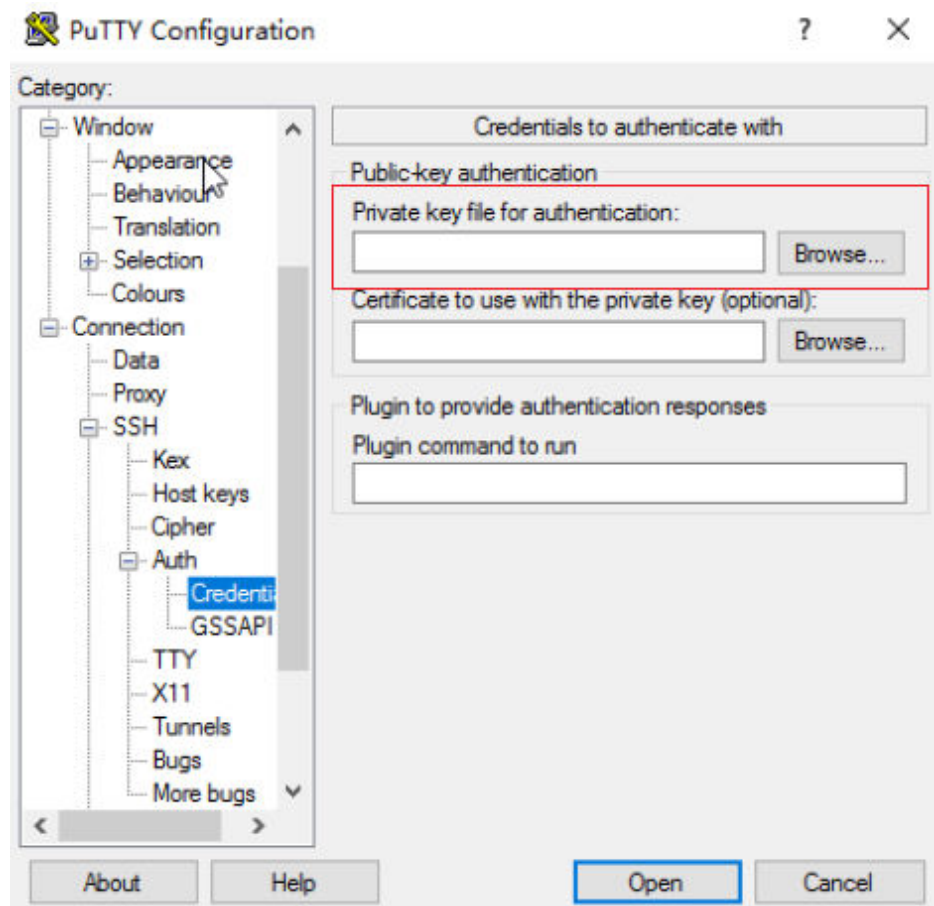 PuTTY Configuration
Category:
Window
Appearance
Behaviour
Translation
Selection
Colours
Connection
Data
Proxy
SSH
Kex
Host keys
Cipher
Auth
Credenti
GSSAPI
TTY
X11
Tunnels
Bugs
More bugs
Credentials to authenticate with
Public-key authentication
Private key file for authentication:
Browse...
Certificate to use with the private key (optional):
Browse...
Plugin to provide authentication responses
Plugin command to run
About
Help
Open
Cancel